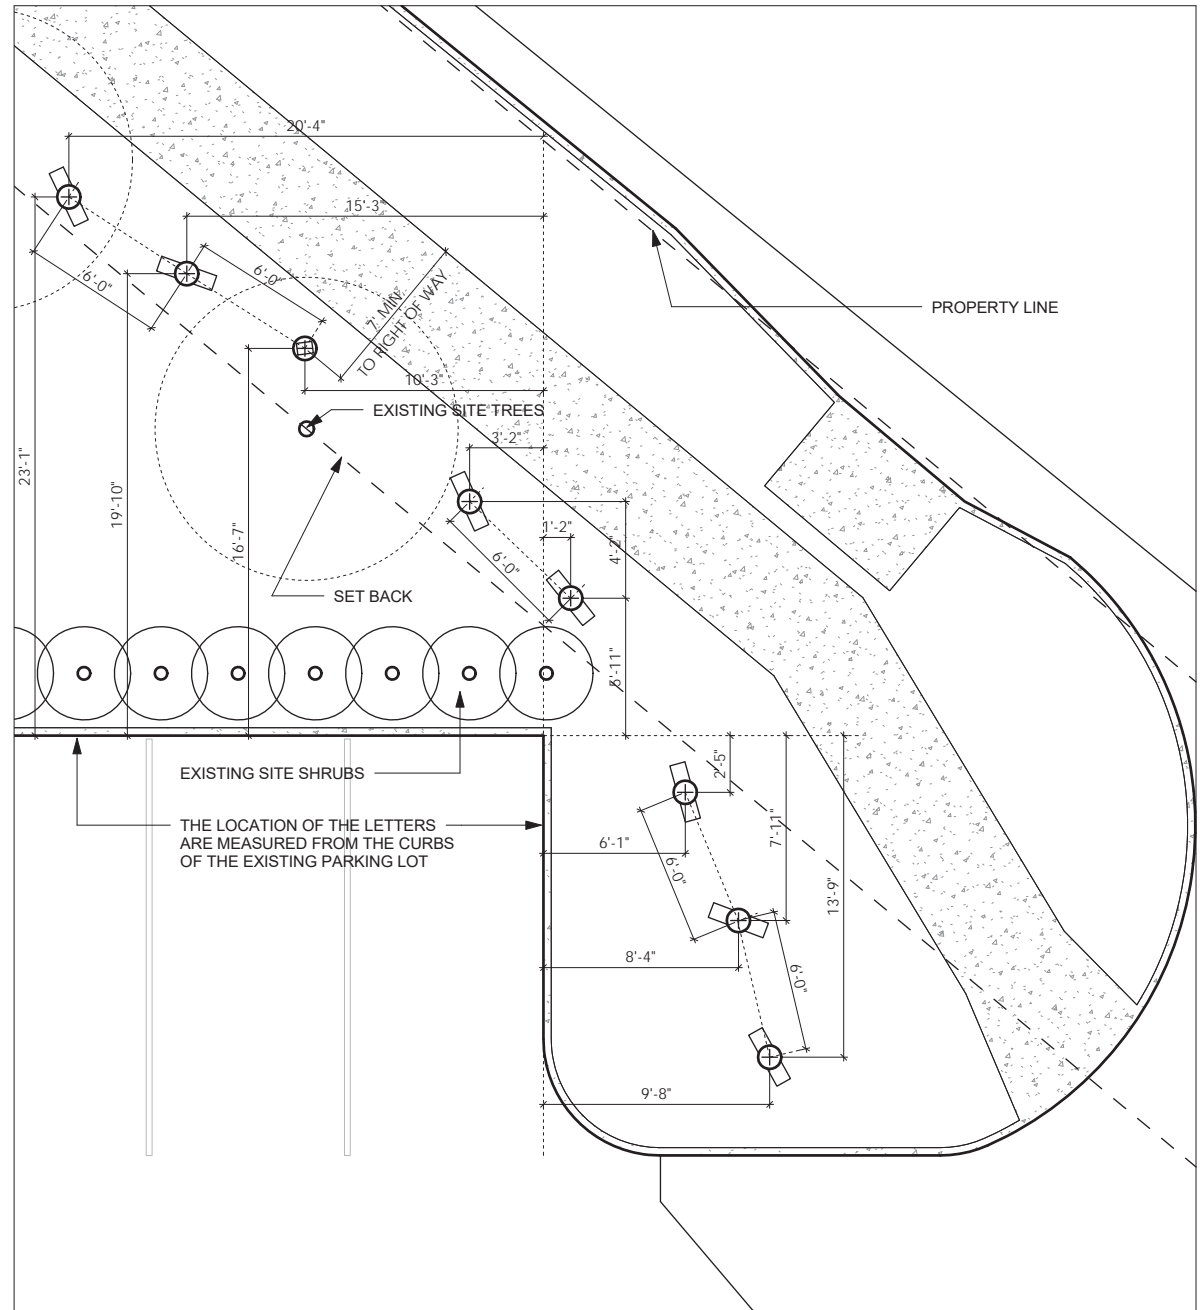 20'-4"
15'-3"
6'-0"
6'-0"
7' MIN.
TO RIGHT OF WAY
PROPERTY LINE
10'-3"
EXISTING SITE TREES
3'-2"
23'-1"
19'-10"
16'-7"
1'-2"
4'-2"
6'-0"
SET BACK
6'-11"
EXISTING SITE SHRUBS
2'-5"
THE LOCATION OF THE LETTERS
ARE MEASURED FROM THE CURBS
OF THE EXISTING PARKING LOT
7'-11"
6'-1"
6'-0"
13'-9"
8'-4"
6'-0"
9'-8"